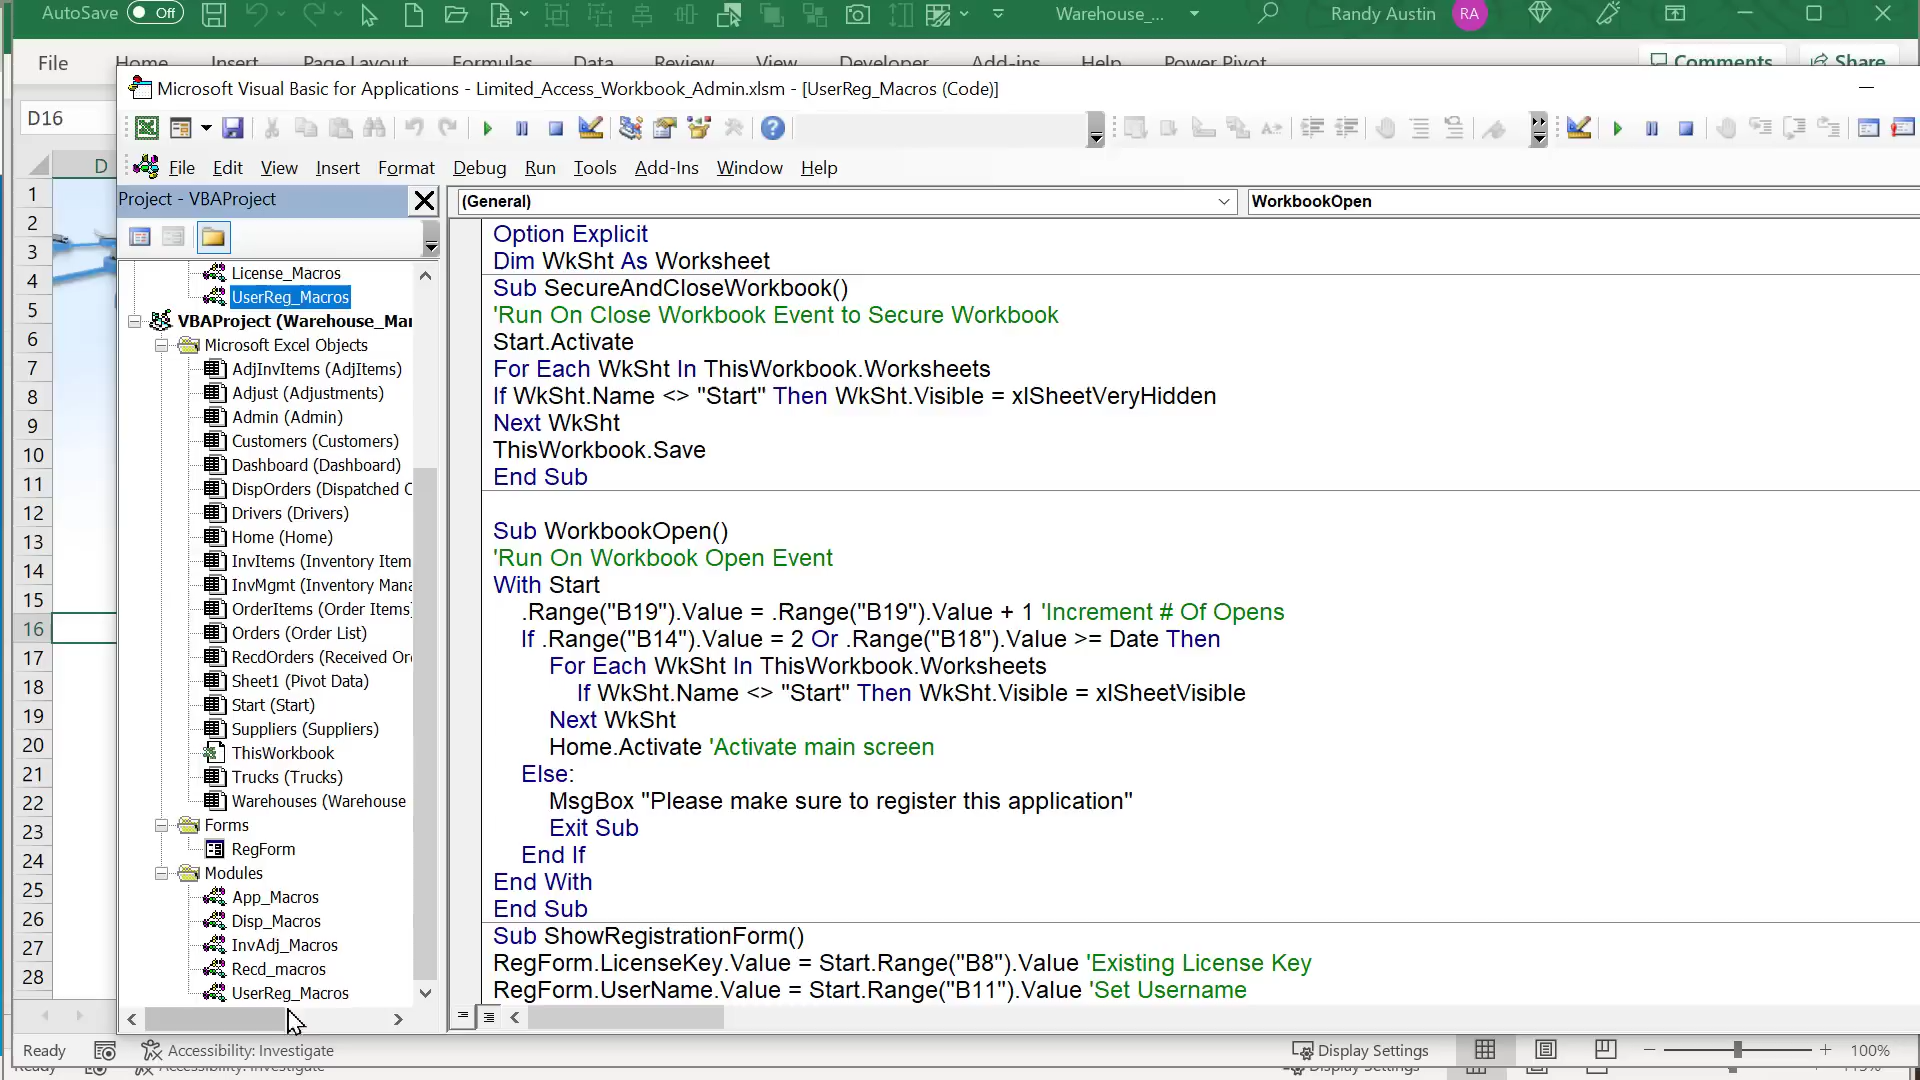 AutoSave Off Warehouse_... Randy Austin RA
File Home Insert Page Layout Formulas Data Review View Developer Add-ins Help Power Pivot Comments Share
Microsoft Visual Basic for Applications - Limited_Access_Workbook_Admin.xlsm - [UserReg_Macros (Code)]
D16
File Edit View Insert Format Debug Run Tools Add-Ins Window Help
Project - VBAProject
(General) WorkbookOpen
D
1
2
3
4
5
6
7
8
9
10
11
12
13
14
15
16
17
18
19
20
21
22
23
24
25
26
27
28
License_Macros
UserReg_Macros
VBAProject (Warehouse_Mar
Microsoft Excel Objects
AdjInvItems (AdjItems)
Adjust (Adjustments)
Admin (Admin)
Customers (Customers)
Dashboard (Dashboard)
DispOrders (Dispatched C
Drivers (Drivers)
Home (Home)
InvItems (Inventory Item
InvMgmt (Inventory Mana
OrderItems (Order Items)
Orders (Order List)
RecdOrders (Received Or
Sheet1 (Pivot Data)
Start (Start)
Suppliers (Suppliers)
ThisWorkbook
Trucks (Trucks)
Warehouses (Warehouse
Forms
RegForm
Modules
App_Macros
Disp_Macros
InvAdj_Macros
Recd_macros
UserReg_Macros
Option Explicit
Dim WkSht As Worksheet
Sub SecureAndCloseWorkbook()
'Run On Close Workbook Event to Secure Workbook
Start.Activate
For Each WkSht In ThisWorkbook.Worksheets
If WkSht.Name <> "Start" Then WkSht.Visible = xlSheetVeryHidden
Next WkSht
ThisWorkbook.Save
End Sub
Sub WorkbookOpen()
'Run On Workbook Open Event
With Start
.Range("B19").Value = .Range("B19").Value + 1 'Increment # Of Opens
If .Range("B14").Value = 2 Or .Range("B18").Value >= Date Then
For Each WkSht In ThisWorkbook.Worksheets
If WkSht.Name <> "Start" Then WkSht.Visible = xlSheetVisible
Next WkSht
Home.Activate 'Activate main screen
Else:
MsgBox "Please make sure to register this application"
Exit Sub
End If
End With
End Sub
Sub ShowRegistrationForm()
RegForm.LicenseKey.Value = Start.Range("B8").Value 'Existing License Key
RegForm.UserName.Value = Start.Range("B11").Value 'Set Username
Ready Accessibility: Investigate Display Settings 100%